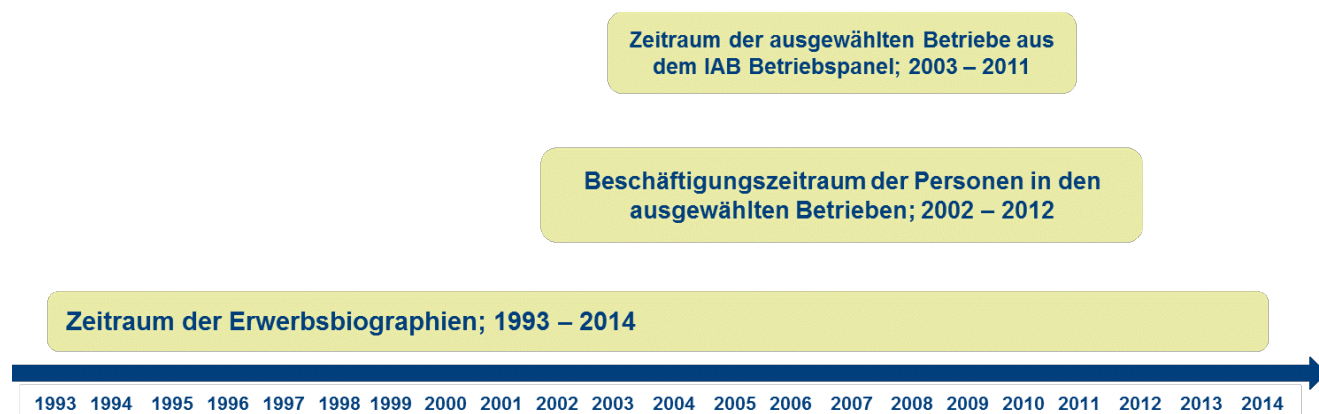 Zeitraum der ausgewählten Betriebe aus
dem IAB Betriebspanel; 2003 – 2011
Beschäftigungszeitraum der Personen in den
ausgewählten Betrieben; 2002 – 2012
Zeitraum der Erwerbsbiographien; 1993 – 2014
1993 1994 1995 1996 1997 1998 1999 2000 2001 2002 2003 2004 2005 2006 2007 2008 2009 2010 2011 2012 2013 2014